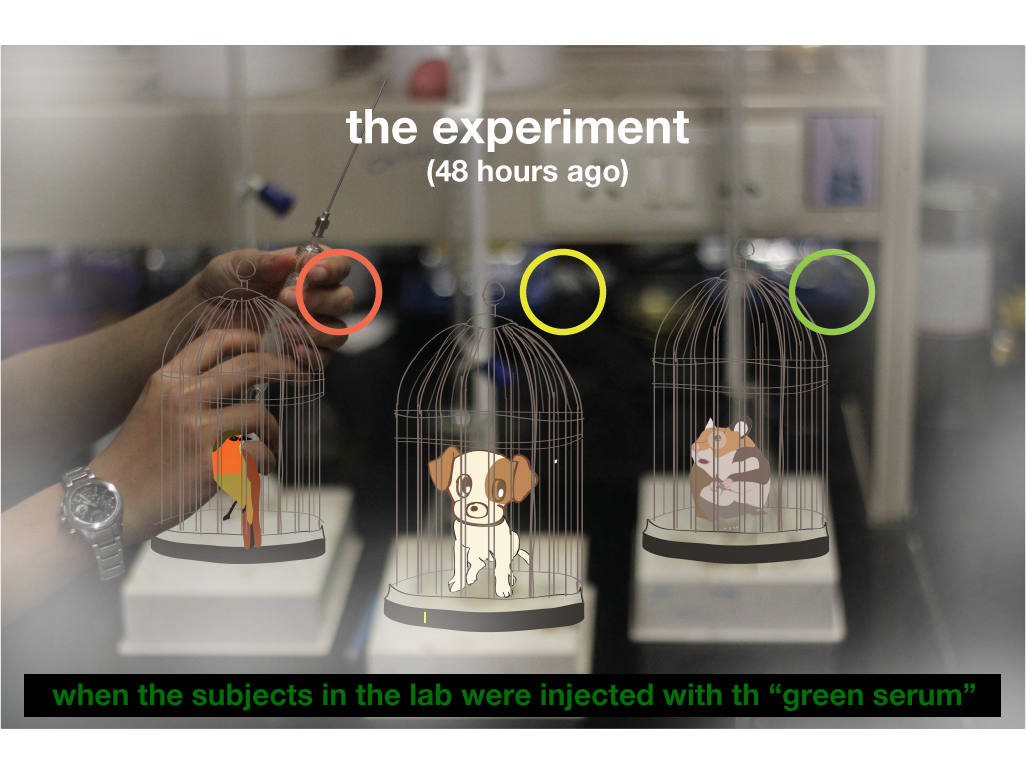 the experiment
(48 hours ago)
when the subjects in the lab were injected with th “green serum”